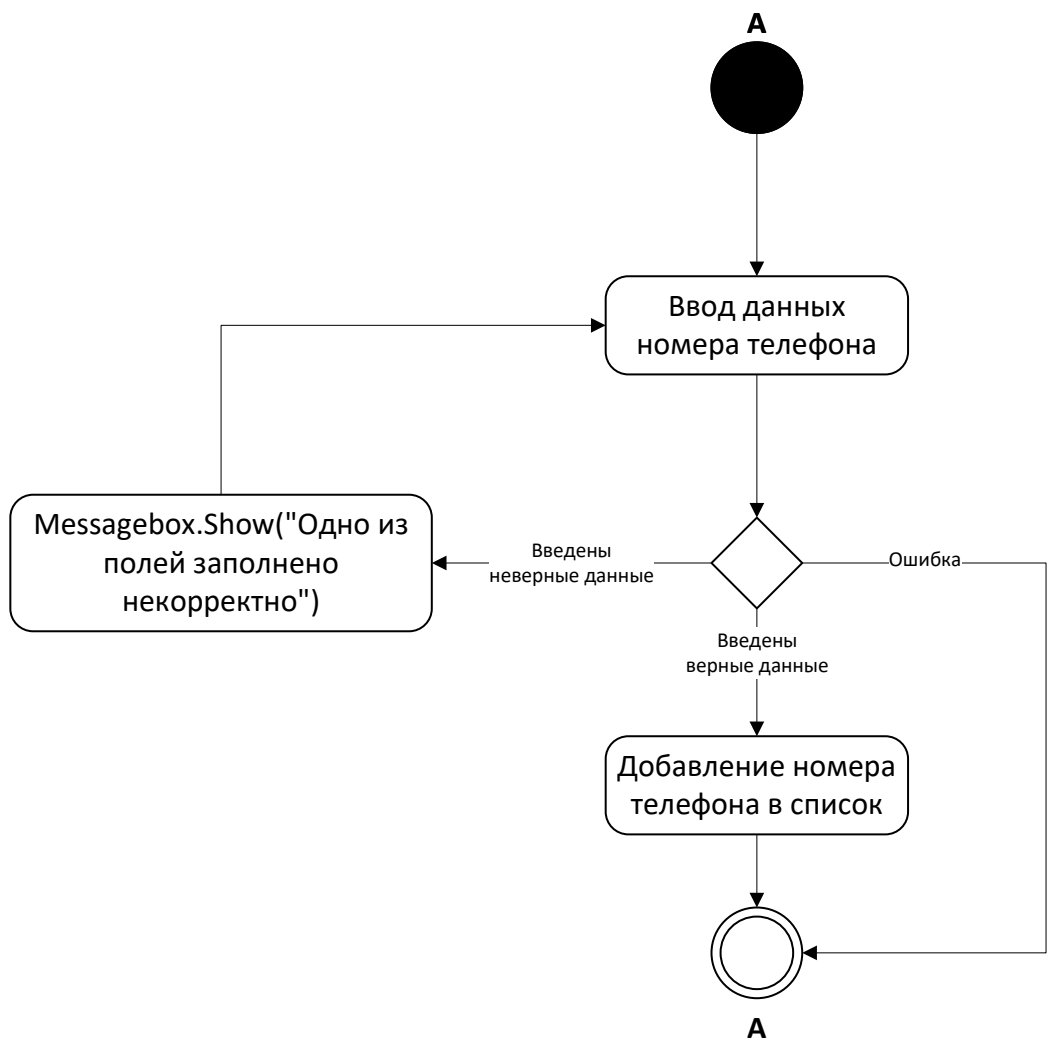 A
Ввод данных
номера телефона
Messagebox.Show("Одно из
полей заполнено
некорректно")
Введены
неверные данные
Ошибка
Введены
верные данные
Добавление номера
телефона в список
A